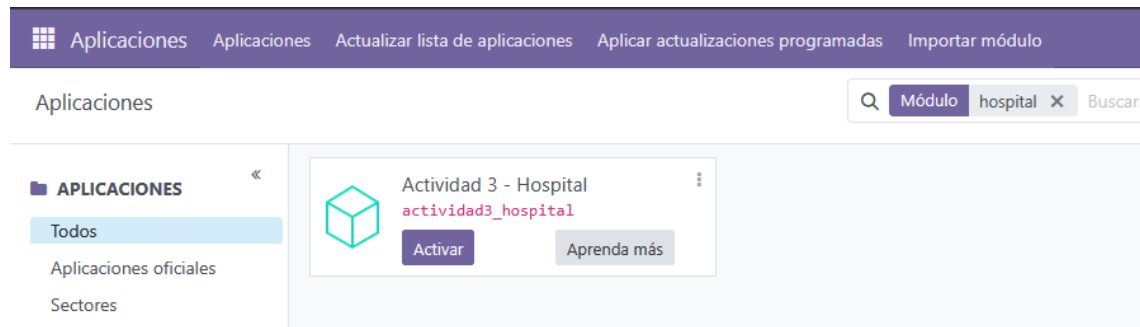 Aplicaciones Aplicaciones Actualizar lista de aplicaciones Aplicar actualizaciones programadas Importar módulo
Aplicaciones
Módulo hospital × Buscar
« APLICACIONES
Todos
Aplicaciones oficiales
Sectores
Actividad 3 - Hospital
actividad3_hospital
Activar Aprenda más